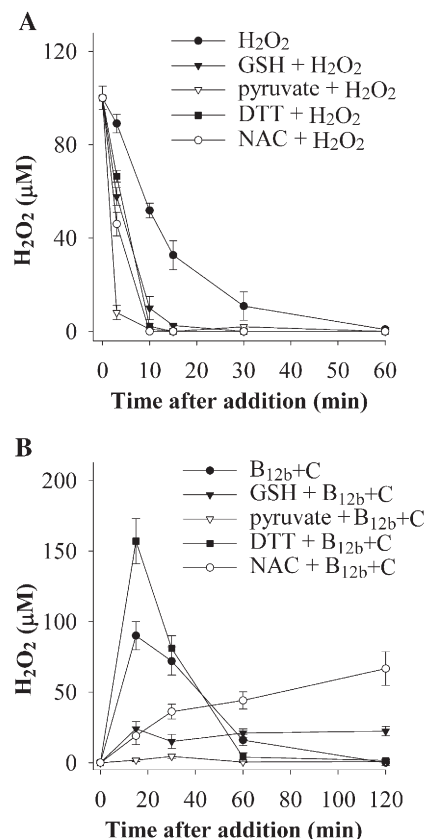 A
H₂O₂
GSH + H₂O₂
pyruvate + H₂O₂
DTT + H₂O₂
NAC + H₂O₂
120
80
40
0
H₂O₂ (μM)
0 10 20 30 40 50 60
Time after addition (min)
B
B₁₂b+C
GSH + B₁₂b+C
pyruvate + B₁₂b+C
DTT + B₁₂b+C
NAC + B₁₂b+C
200
150
100
50
0
H₂O₂ (μM)
0 20 40 60 80 100 120
Time after addition (min)